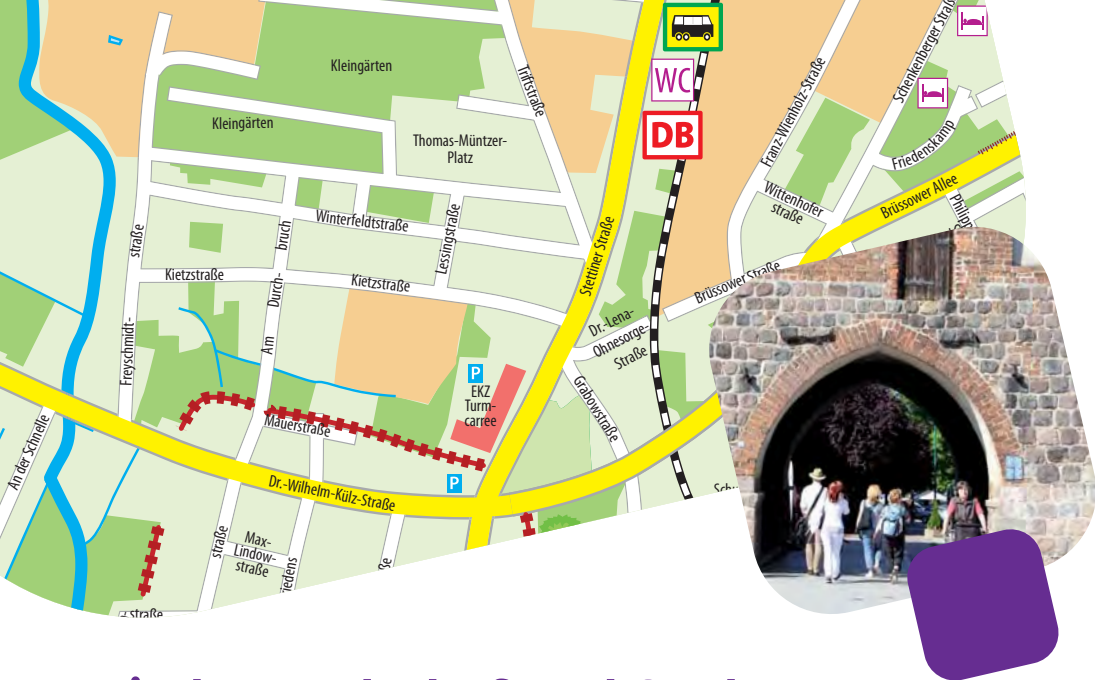 Kleingärten
Kleingärten
Triftstraße
WC
DB
Thomas-Müntzer-
Platz
Franz-Wienholz-Straße
Friedenskamp
Wittenhofer
straße
Brüssower Allee
Winterfeldtstraße
Lessingstraße
Stettiner Straße
Brüssower Straße
straße
Freyschmidt-
Kietzstraße
Kietzstraße
bruch
Durch-
Am
Dr.-Lena-
Ohnesorge-
Straße
P
EKZ
Turm-
carree
Grabowstraße
Mauerstraße
An der Schnelle
P
Dr.-Wilhelm-Külz-Straße
straße
Max-
Lindow-
straße
iedens
ße
straße